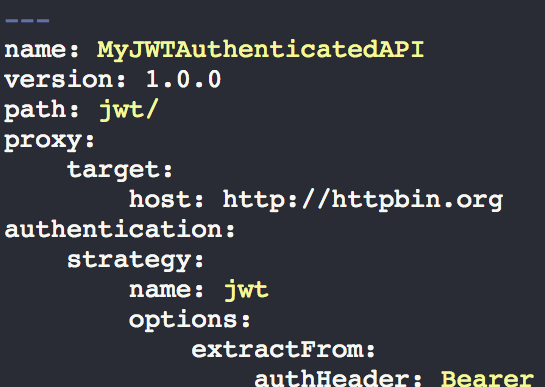 ---
name: MyJWTAuthenticatedAPI
version: 1.0.0
path: jwt/
proxy:
    target:
        host: http://httpbin.org
authentication:
    strategy:
        name: jwt
        options:
            extractFrom:
                authHeader: Bearer